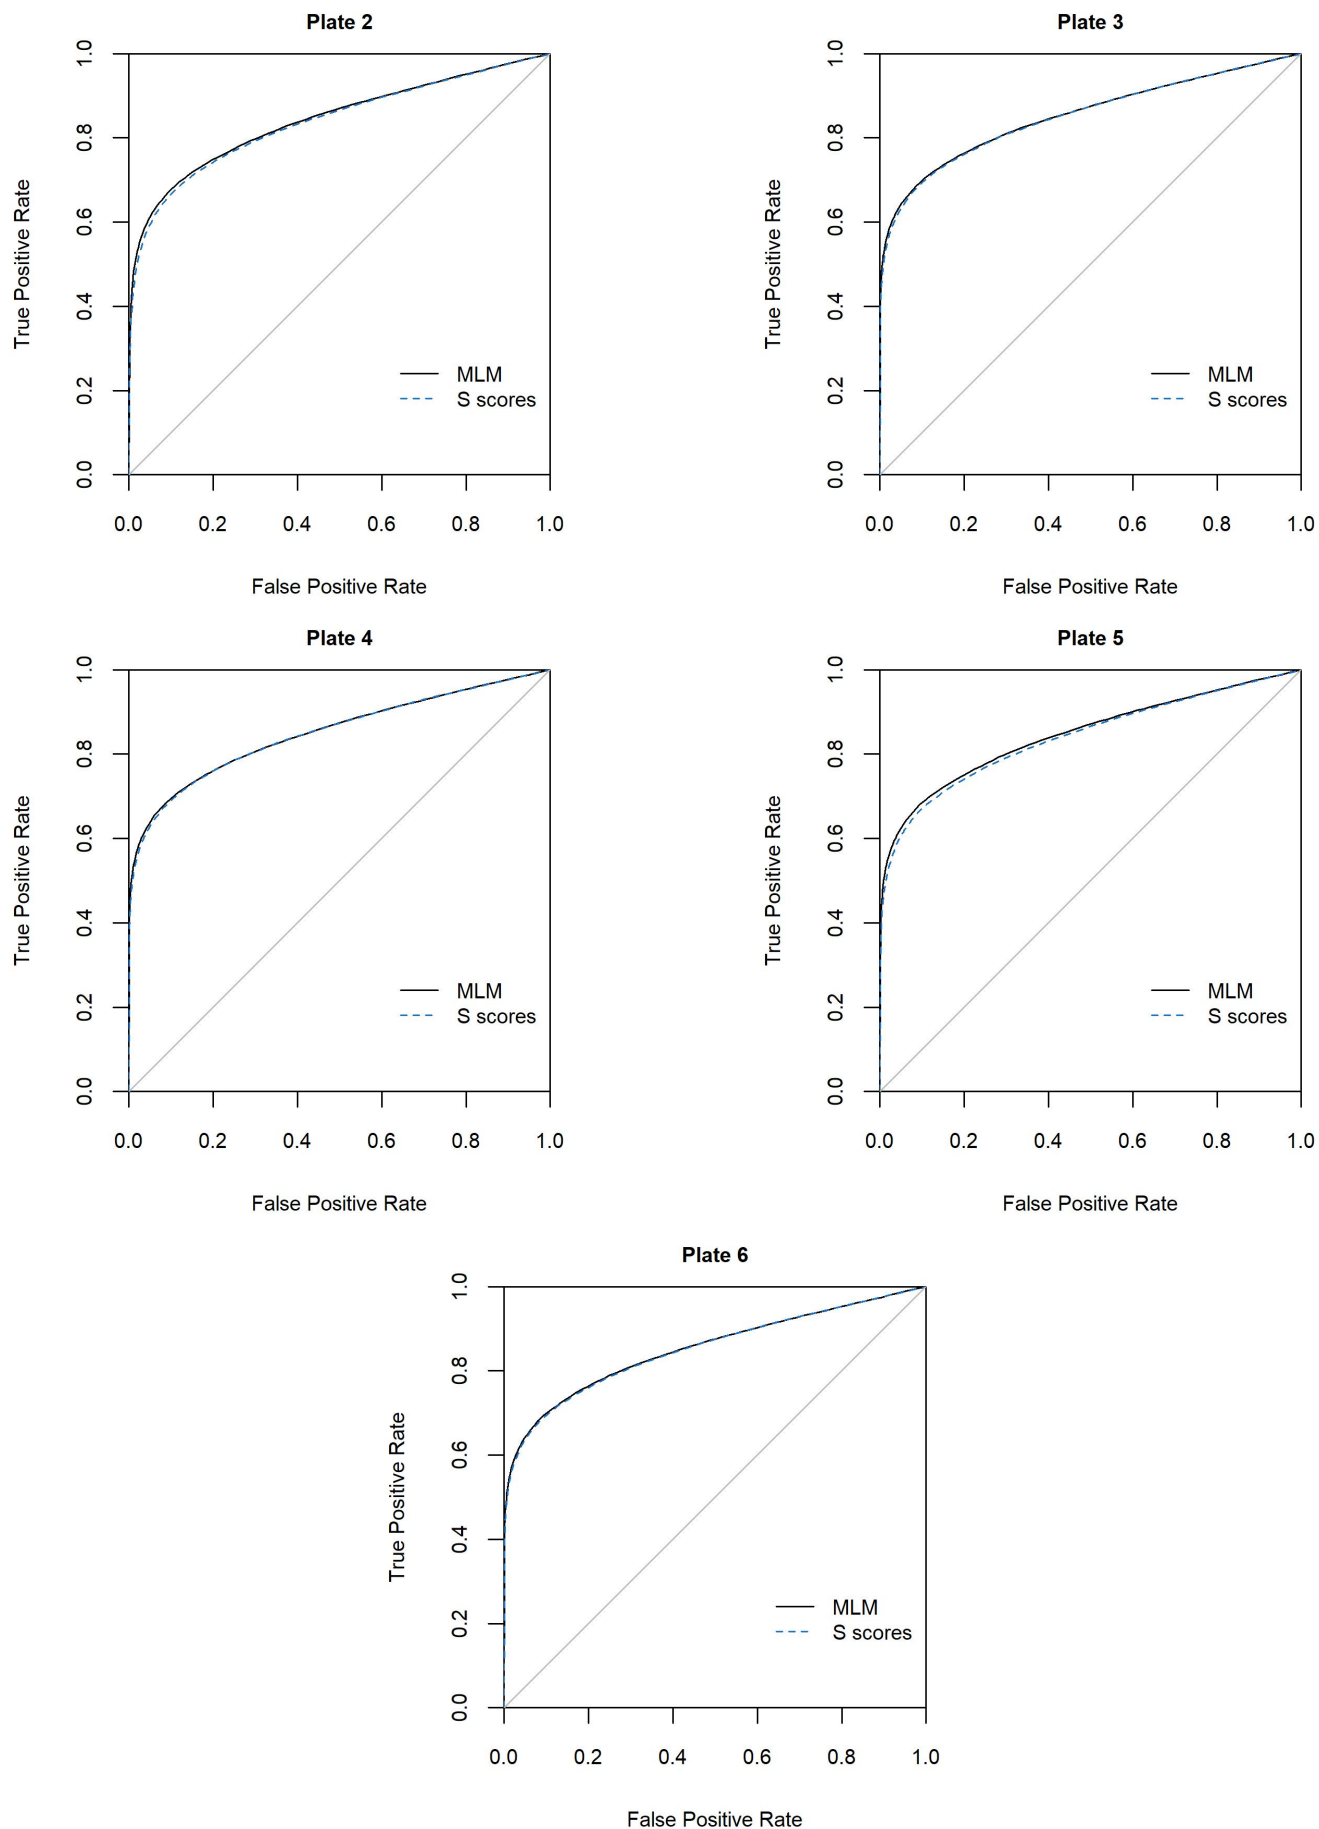 Plate 2
True Positive Rate
1.0
0.8
0.6
0.4
0.2
0.0
MLM
S scores
0.0 0.2 0.4 0.6 0.8 1.0
False Positive Rate
Plate 3
True Positive Rate
1.0
0.8
0.6
0.4
0.2
0.0
MLM
S scores
0.0 0.2 0.4 0.6 0.8 1.0
False Positive Rate
Plate 4
True Positive Rate
1.0
0.8
0.6
0.4
0.2
0.0
MLM
S scores
0.0 0.2 0.4 0.6 0.8 1.0
False Positive Rate
Plate 5
True Positive Rate
1.0
0.8
0.6
0.4
0.2
0.0
MLM
S scores
0.0 0.2 0.4 0.6 0.8 1.0
False Positive Rate
Plate 6
True Positive Rate
1.0
0.8
0.6
0.4
0.2
0.0
MLM
S scores
0.0 0.2 0.4 0.6 0.8 1.0
False Positive Rate